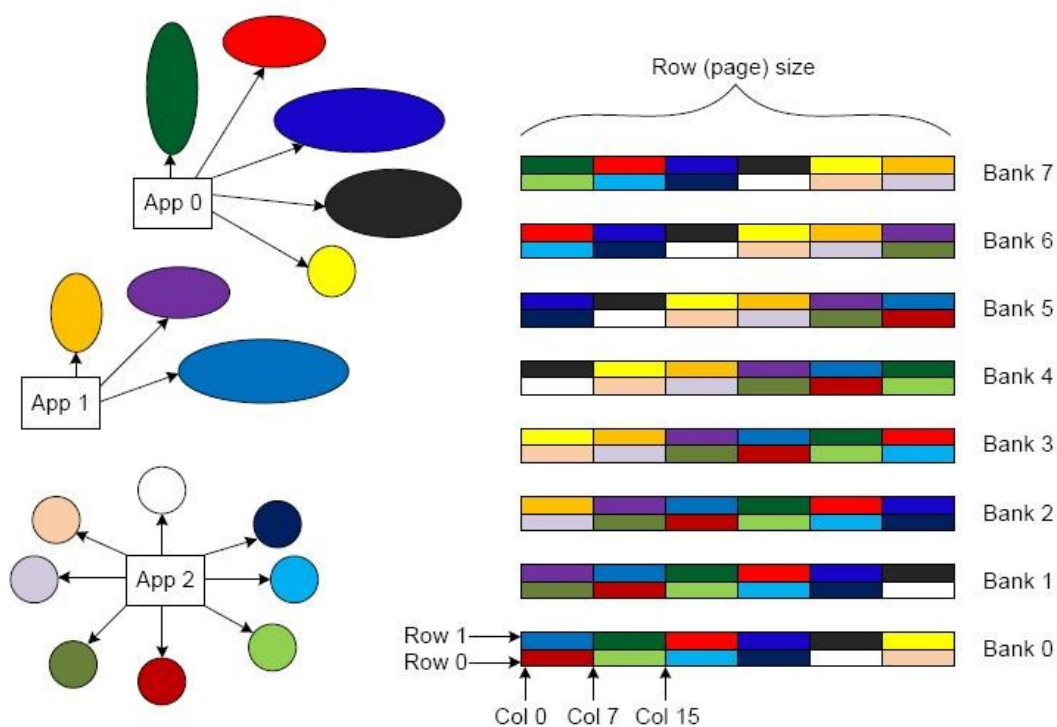 Row (page) size
App 0
App 1
App 2
Bank 7
Bank 6
Bank 5
Bank 4
Bank 3
Bank 2
Bank 1
Bank 0
Row 1
Row 0
Col 0 Col 7 Col 15